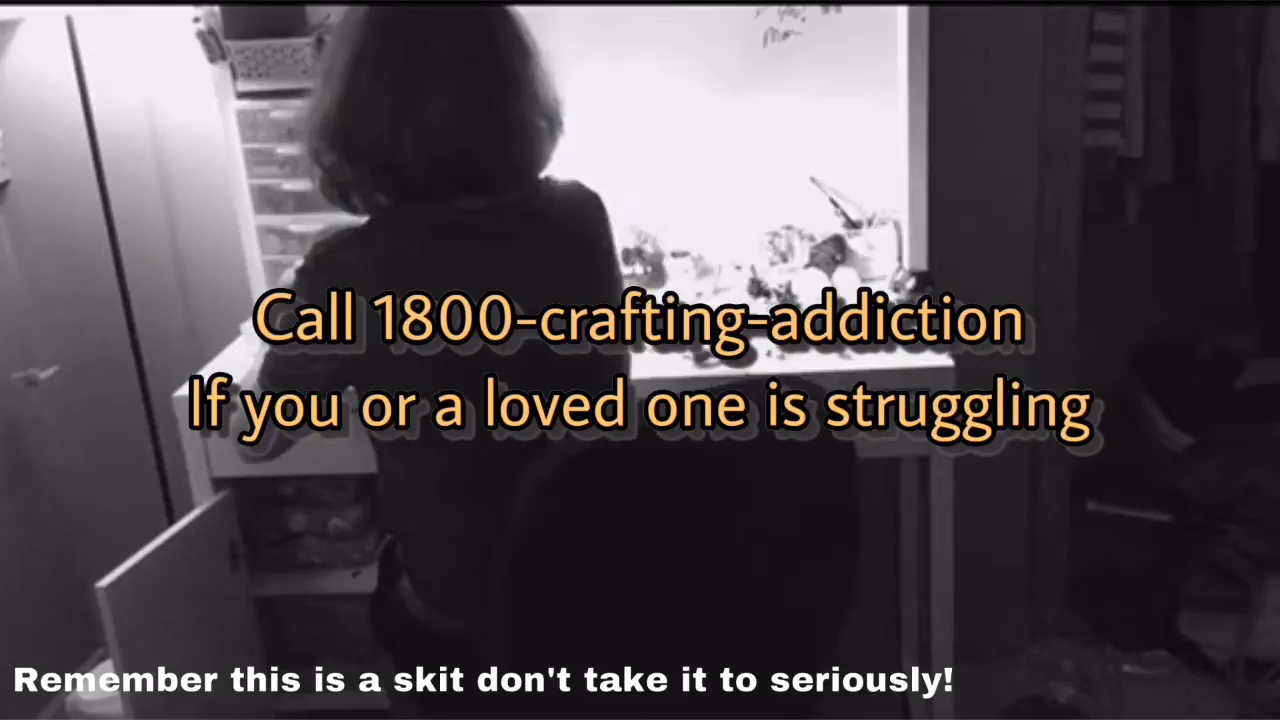 Call 1800-crafting-addiction
If you or a loved one is struggling
Remember this is a skit don't take it to seriously!